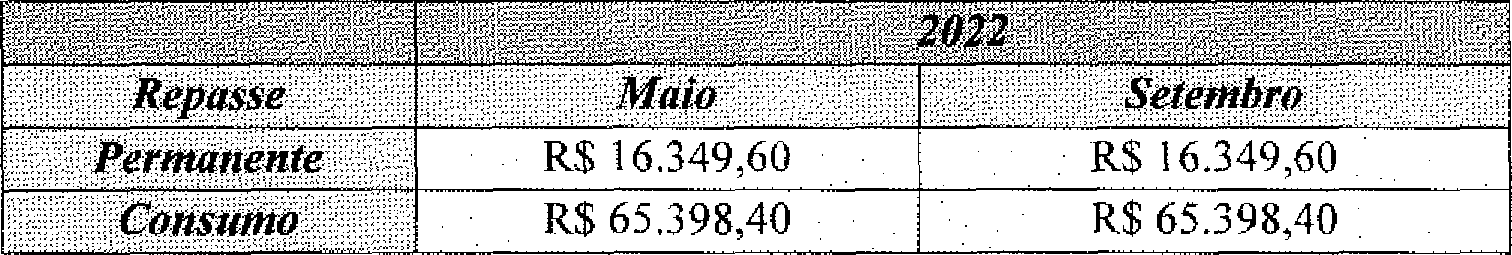 2022
Repasse Maio Setembro
Permanente R$ 16.349,60 R$ 16.349,60
Consumo R$ 65.398,40 R$ 65.398,40